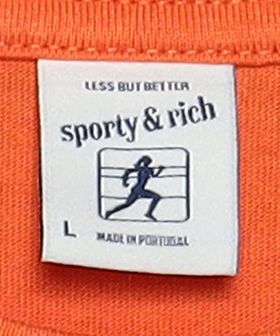 LESS BUT BETTER
sporty & rich
L
MADE IN PORTUGAL